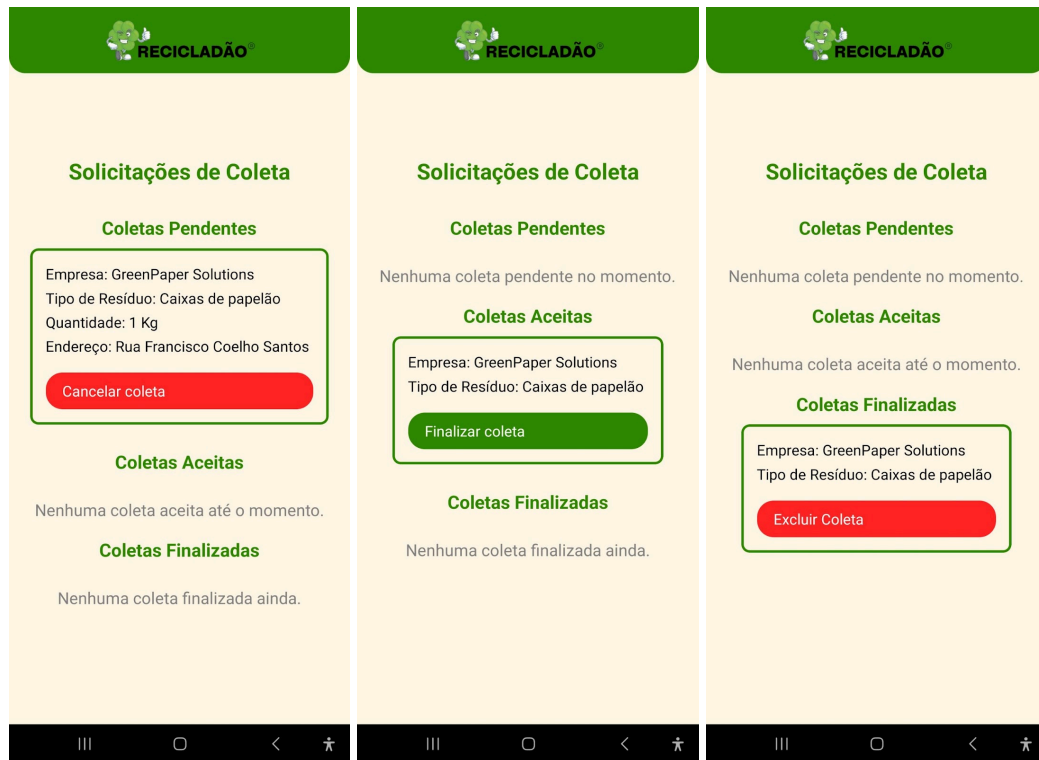 RECICLADÃO®
Solicitações de Coleta
Coletas Pendentes
Empresa: GreenPaper Solutions
Tipo de Resíduo: Caixas de papelão
Quantidade: 1 Kg
Endereço: Rua Francisco Coelho Santos
Cancelar coleta
Coletas Aceitas
Nenhuma coleta aceita até o momento.
Coletas Finalizadas
Nenhuma coleta finalizada ainda.
RECICLADÃO®
Solicitações de Coleta
Coletas Pendentes
Nenhuma coleta pendente no momento.
Coletas Aceitas
Empresa: GreenPaper Solutions
Tipo de Resíduo: Caixas de papelão
Finalizar coleta
Coletas Finalizadas
Nenhuma coleta finalizada ainda.
RECICLADÃO®
Solicitações de Coleta
Coletas Pendentes
Nenhuma coleta pendente no momento.
Coletas Aceitas
Nenhuma coleta aceita até o momento.
Coletas Finalizadas
Empresa: GreenPaper Solutions
Tipo de Resíduo: Caixas de papelão
Excluir Coleta